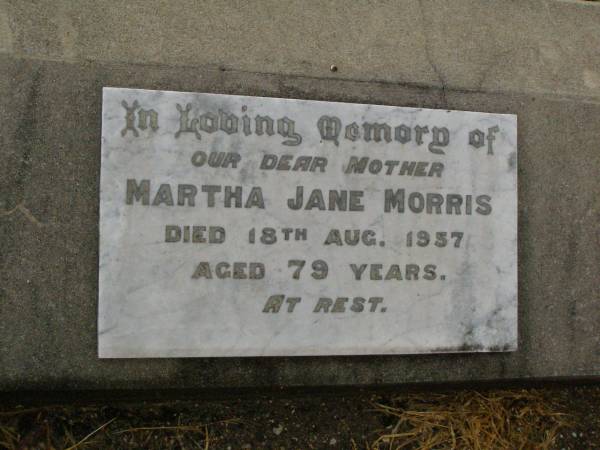 In Loving Memory of
OUR DEAR MOTHER
MARTHA JANE MORRIS
DIED 18TH AUG. 1957
AGED 79 YEARS.
AT REST.